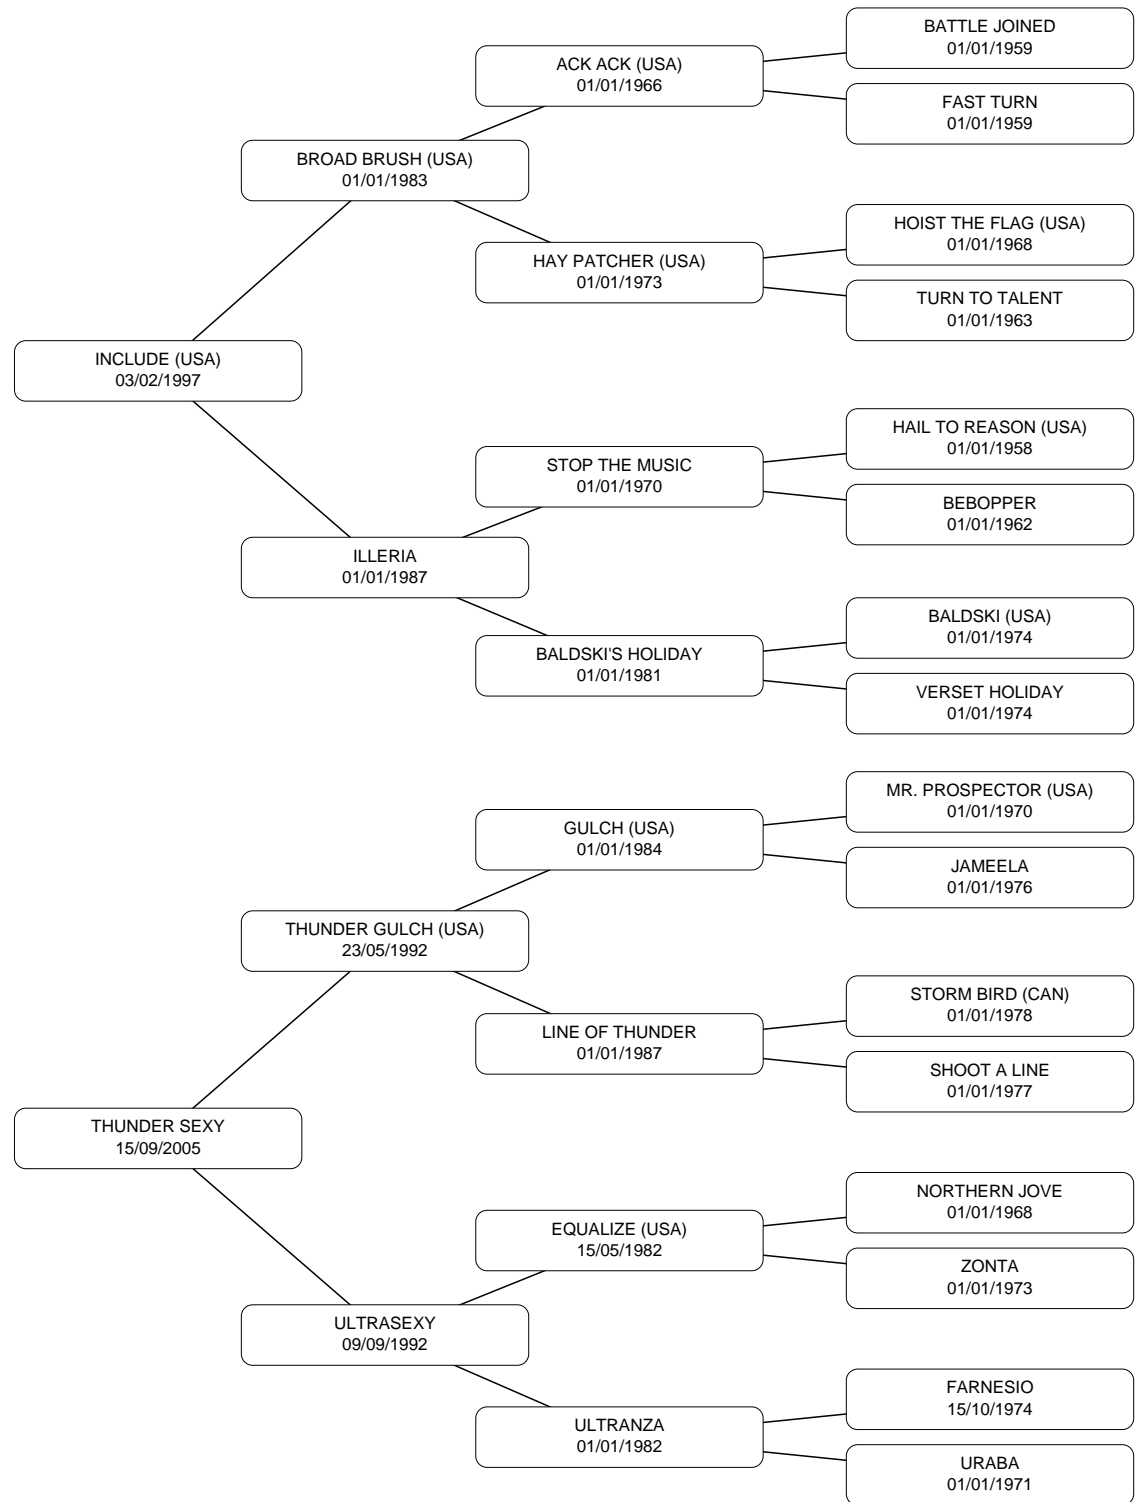 BATTLE JOINED
01/01/1959
ACK ACK (USA)
01/01/1966
FAST TURN
01/01/1959
BROAD BRUSH (USA)
01/01/1983
HOIST THE FLAG (USA)
01/01/1968
HAY PATCHER (USA)
01/01/1973
TURN TO TALENT
01/01/1963
INCLUDE (USA)
03/02/1997
HAIL TO REASON (USA)
01/01/1958
STOP THE MUSIC
01/01/1970
BEBOPPER
01/01/1962
ILLERIA
01/01/1987
BALDSKI (USA)
01/01/1974
BALDSKI'S HOLIDAY
01/01/1981
VERSET HOLIDAY
01/01/1974
MR. PROSPECTOR (USA)
01/01/1970
GULCH (USA)
01/01/1984
JAMEELA
01/01/1976
THUNDER GULCH (USA)
23/05/1992
STORM BIRD (CAN)
01/01/1978
LINE OF THUNDER
01/01/1987
SHOOT A LINE
01/01/1977
THUNDER SEXY
15/09/2005
NORTHERN JOVE
01/01/1968
EQUALIZE (USA)
15/05/1982
ZONTA
01/01/1973
ULTRASEXY
09/09/1992
FARNESIO
15/10/1974
ULTRANZA
01/01/1982
URABA
01/01/1971